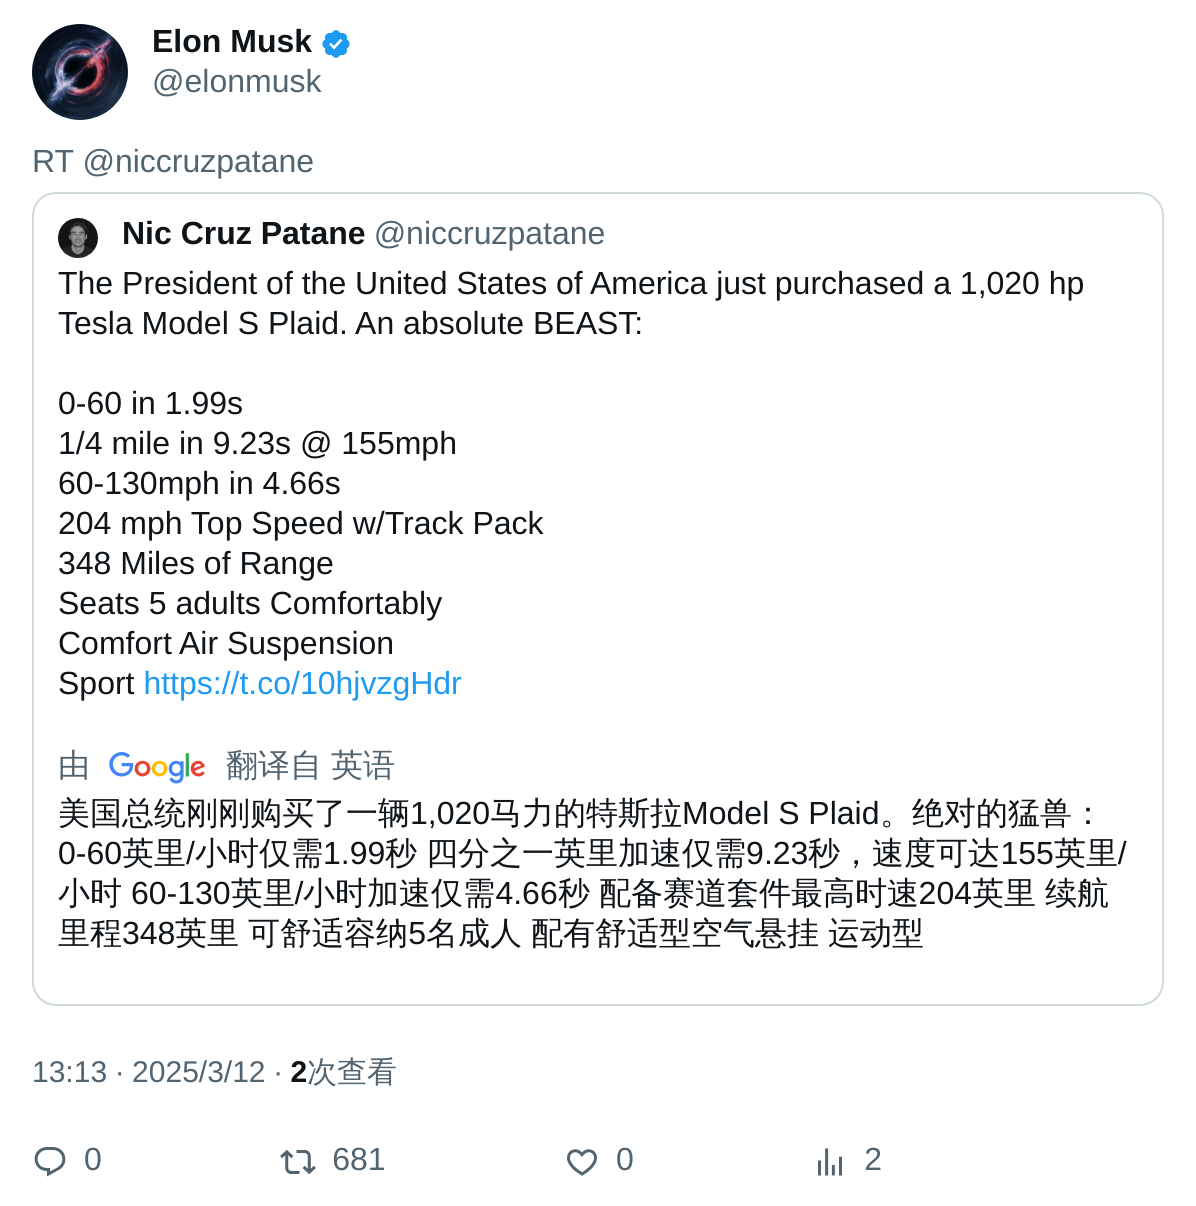 Elon Musk
@elonmusk
RT @niccruzpatane
Nic Cruz Patane @niccruzpatane
The President of the United States of America just purchased a 1,020 hp
Tesla Model S Plaid. An absolute BEAST:
0-60 in 1.99s
1/4 mile in 9.23s @ 155mph
60-130mph in 4.66s
204 mph Top Speed w/Track Pack
348 Miles of Range
Seats 5 adults Comfortably
Comfort Air Suspension
Sport https://t.co/10hjvzgHdr
由 Google 翻译自 英语
美国总统刚刚购买了一辆1,020马力的特斯拉Model S Plaid。绝对的猛兽：
0-60英里/小时仅需1.99秒 四分之一英里加速仅需9.23秒，速度可达155英里/
小时 60-130英里/小时加速仅需4.66秒 配备赛道套件最高时速204英里 续航
里程348英里 可舒适容纳5名成人 配有舒适型空气悬挂 运动型
13:13 · 2025/3/12 · 2次查看
0 681 0 2